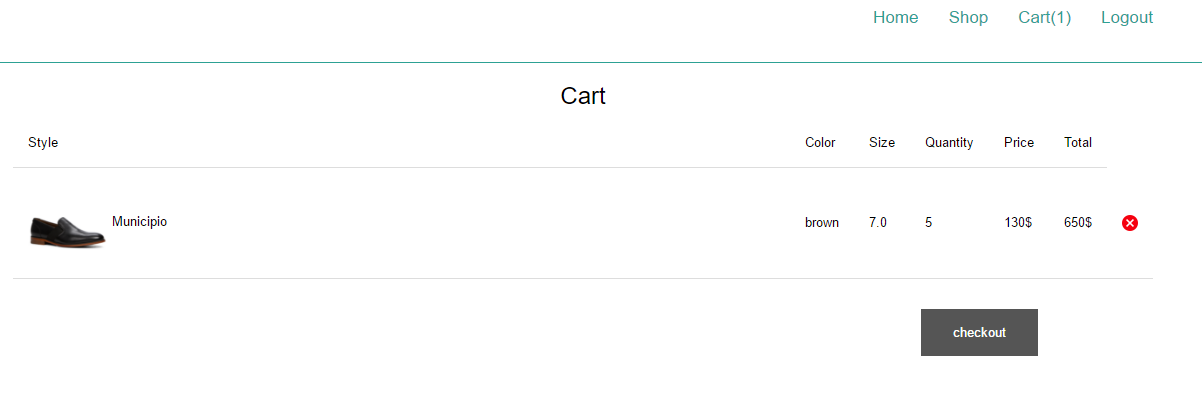 Home Shop Cart(1) Logout
Cart
Style Color Size Quantity Price Total
Municipio brown 7.0 5 130$ 650$
checkout